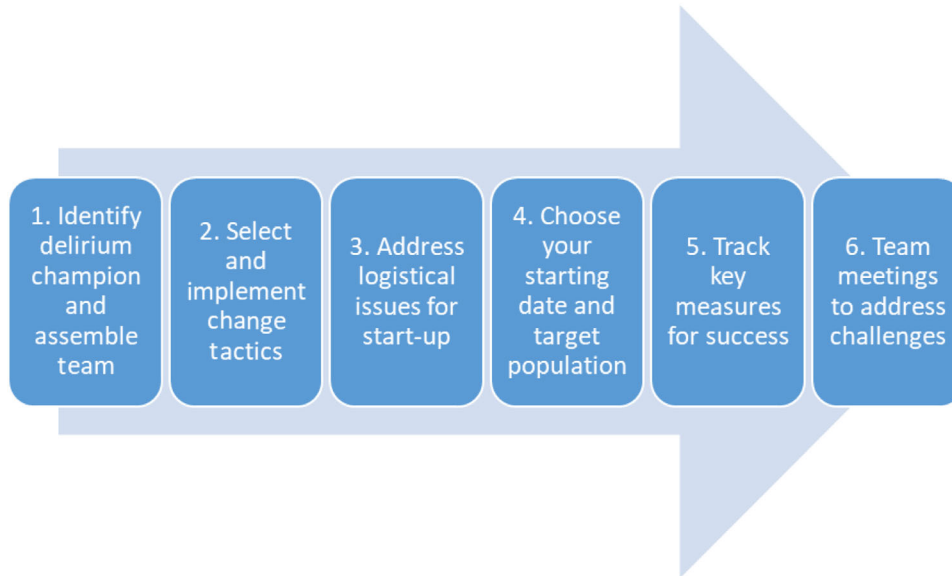 1. Identify
delirium
champion
and
assemble
team
2. Select
and
implement
change
tactics
3. Address
logistical
issues for
start-up
4. Choose
your
starting
date and
target
population
5. Track
key
measures
for success
6. Team
meetings
to address
challenges